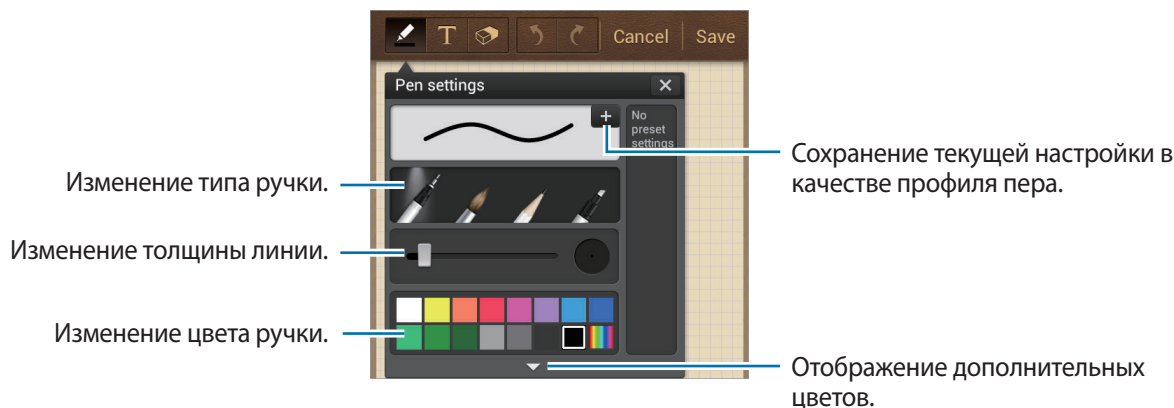 T Cancel Save
Pen settings
No
preset
settings
Сохранение текущей настройки в
качестве профиля пера.
Изменение типа ручки.
Изменение толщины линии.
Изменение цвета ручки.
Отображение дополнительных
цветов.